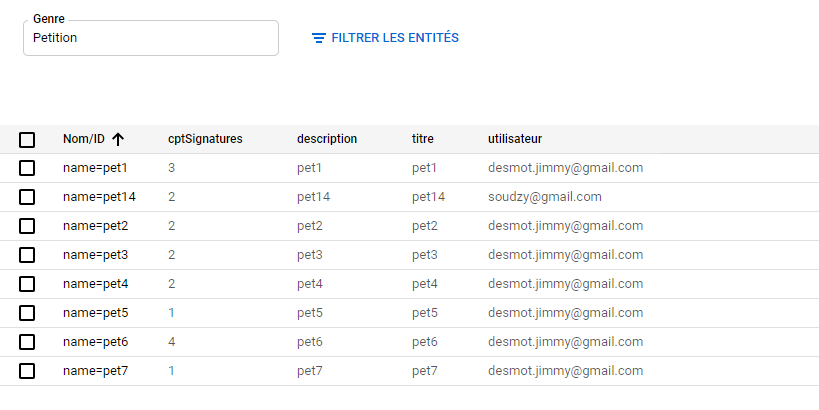 Genre
Petition
FILTRER LES ENTITÉS
Nom/ID cptSignatures description titre utilisateur
name=pet1 3 pet1 pet1 desmot.jimmy@gmail.com
name=pet14 2 pet14 pet14 soudzy@gmail.com
name=pet2 2 pet2 pet2 desmot.jimmy@gmail.com
name=pet3 2 pet3 pet3 desmot.jimmy@gmail.com
name=pet4 2 pet4 pet4 desmot.jimmy@gmail.com
name=pet5 1 pet5 pet5 desmot.jimmy@gmail.com
name=pet6 4 pet6 pet6 desmot.jimmy@gmail.com
name=pet7 1 pet7 pet7 desmot.jimmy@gmail.com